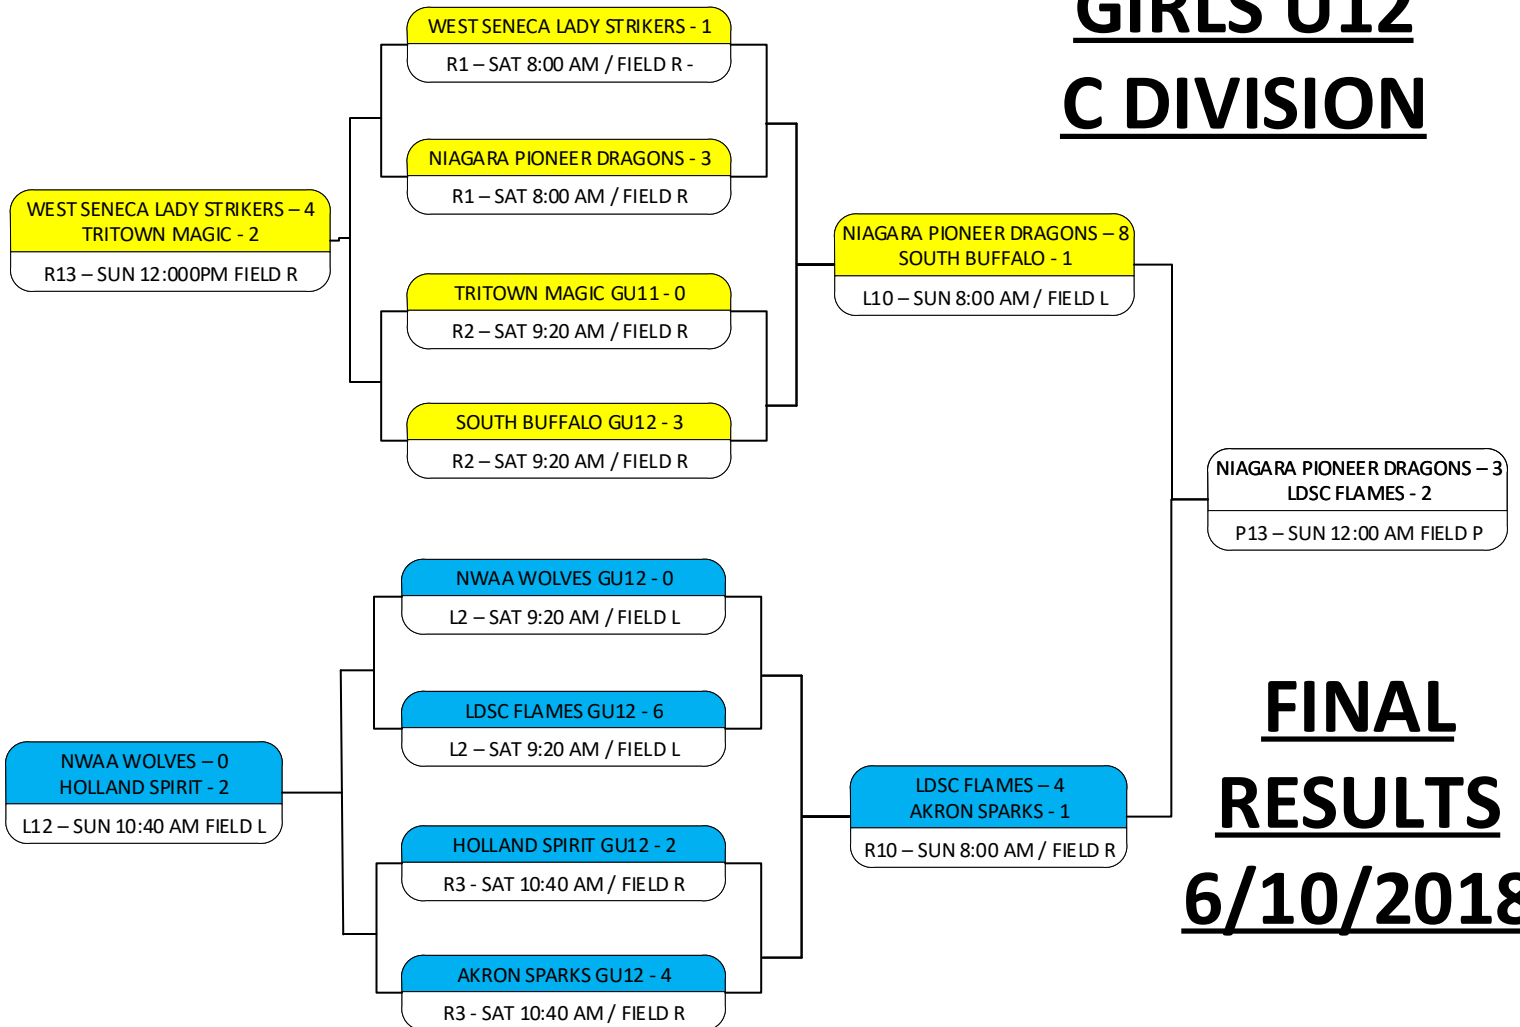 GIRLS U12
C DIVISION
WEST SENECA LADY STRIKERS - 1
R1 – SAT 8:00 AM / FIELD R -
NIAGARA PIONEER DRAGONS - 3
R1 – SAT 8:00 AM / FIELD R
WEST SENECA LADY STRIKERS – 4
TRITOWN MAGIC - 2
R13 – SUN 12:000PM FIELD R
TRITOWN MAGIC GU11 - 0
R2 – SAT 9:20 AM / FIELD R
SOUTH BUFFALO GU12 - 3
R2 – SAT 9:20 AM / FIELD R
NIAGARA PIONEER DRAGONS – 8
SOUTH BUFFALO - 1
L10 – SUN 8:00 AM / FIELD L
NIAGARA PIONEER DRAGONS – 3
LDSC FLAMES - 2
P13 – SUN 12:00 AM FIELD P
NWAA WOLVES GU12 - 0
L2 – SAT 9:20 AM / FIELD L
LDSC FLAMES GU12 - 6
L2 – SAT 9:20 AM / FIELD L
NWAA WOLVES – 0
HOLLAND SPIRIT - 2
L12 – SUN 10:40 AM FIELD L
HOLLAND SPIRIT GU12 - 2
R3 - SAT 10:40 AM / FIELD R
AKRON SPARKS GU12 - 4
R3 - SAT 10:40 AM / FIELD R
LDSC FLAMES – 4
AKRON SPARKS - 1
R10 – SUN 8:00 AM / FIELD R
FINAL
RESULTS
6/10/2018